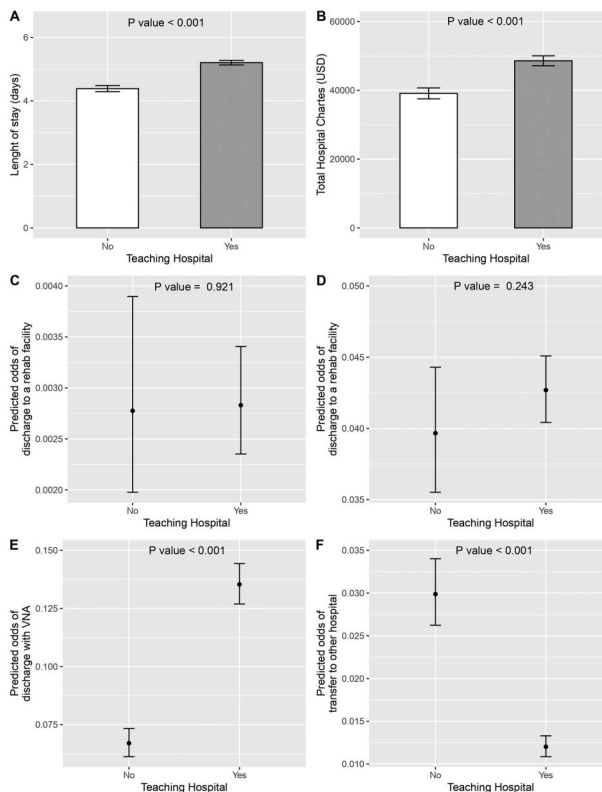 A
P value < 0.001
Lenght of stay (days)
6
4
2
0
No
Yes
Teaching Hospital
B
P value < 0.001
Total Hospital Chartes (USD)
60000
40000
20000
0
No
Yes
Teaching Hospital
C
P value = 0.921
Predicted odds of
discharge to a rehab facility
0.0040
0.0035
0.0030
0.0025
0.0020
No
Yes
Teaching Hospital
D
P value = 0.243
Predicted odds of
discharge to a rehab facility
0.050
0.045
0.040
0.035
No
Yes
Teaching Hospital
E
P value < 0.001
Predicted odds of
discharge with VNA
0.150
0.125
0.100
0.075
No
Yes
Teaching Hospital
F
P value < 0.001
Predicted odds of
transfer to other hospital
0.035
0.030
0.025
0.020
0.015
0.010
No
Yes
Teaching Hospital